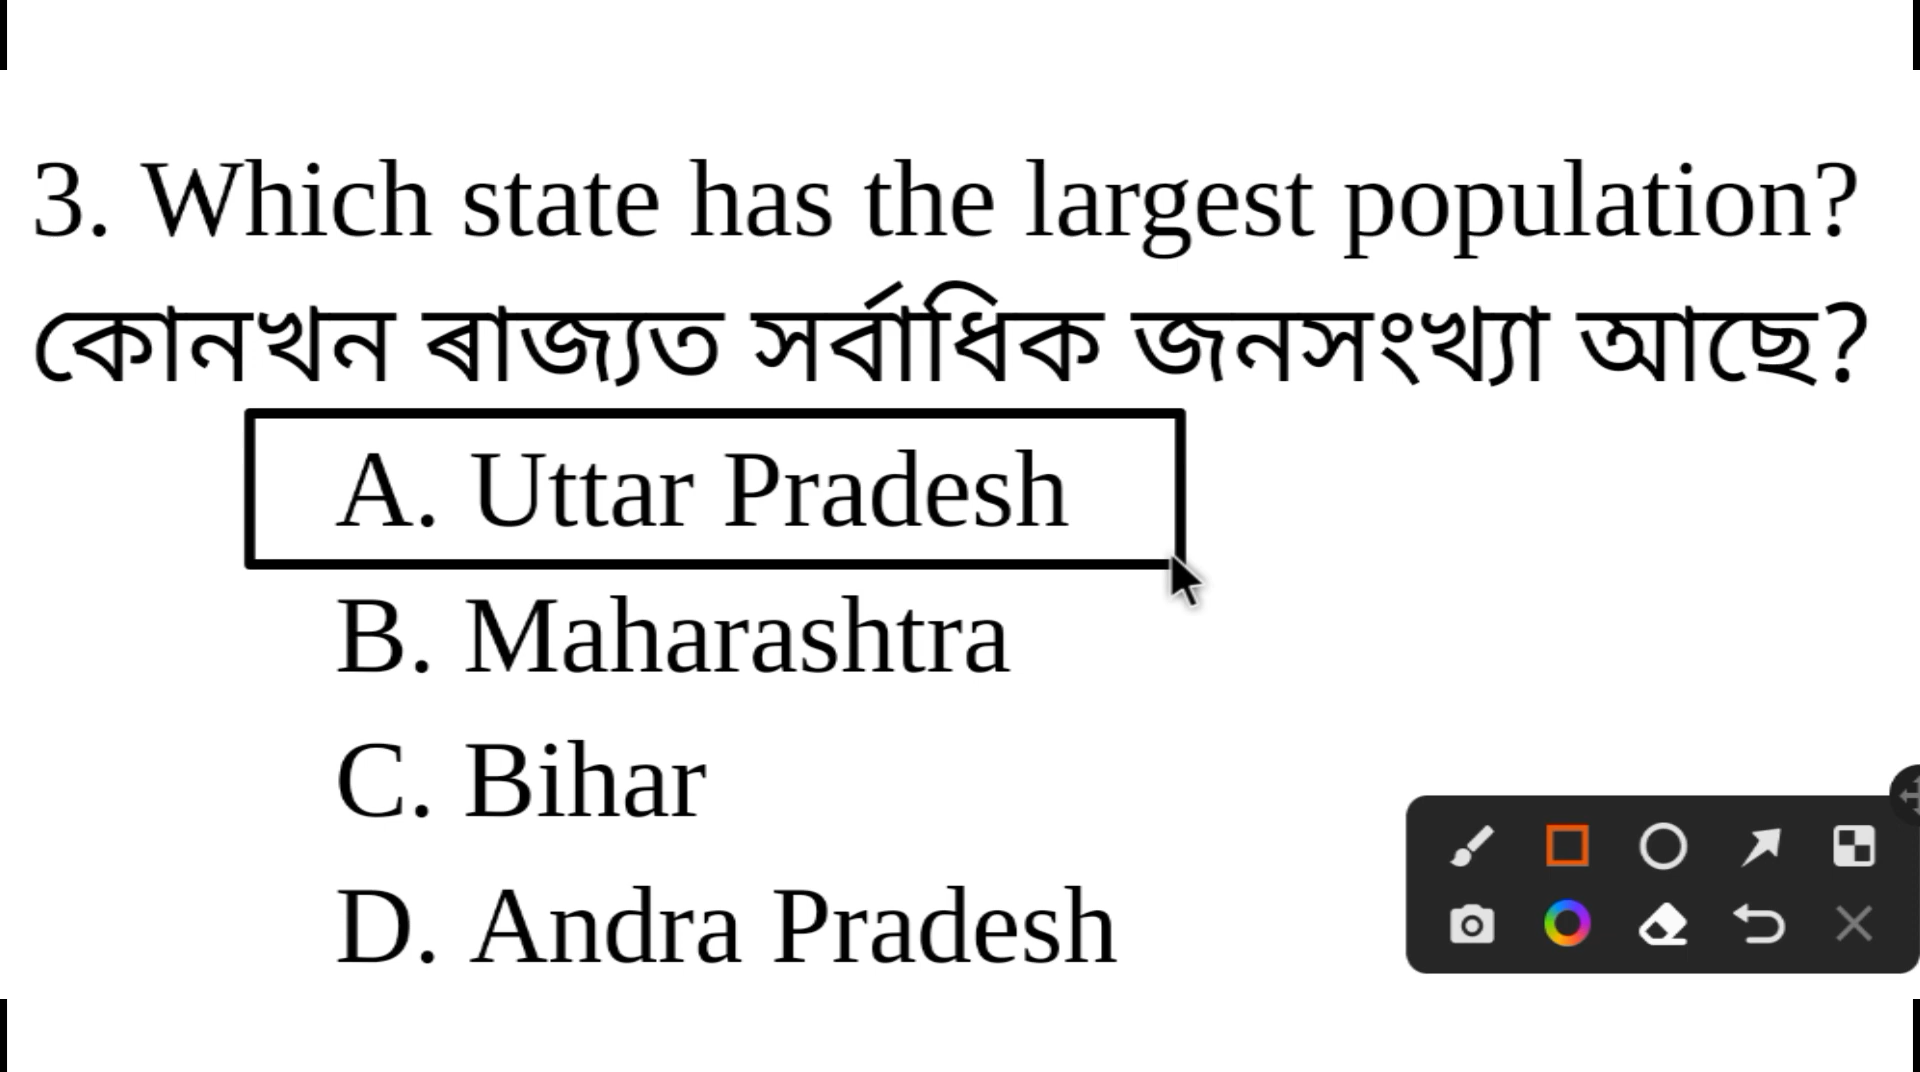 3. Which state has the largest population?
কোনখন ৰাজ্যত সৰ্বাধিক জনসংখ্যা আছে?
A. Uttar Pradesh
B. Maharashtra
C. Bihar
D. Andra Pradesh